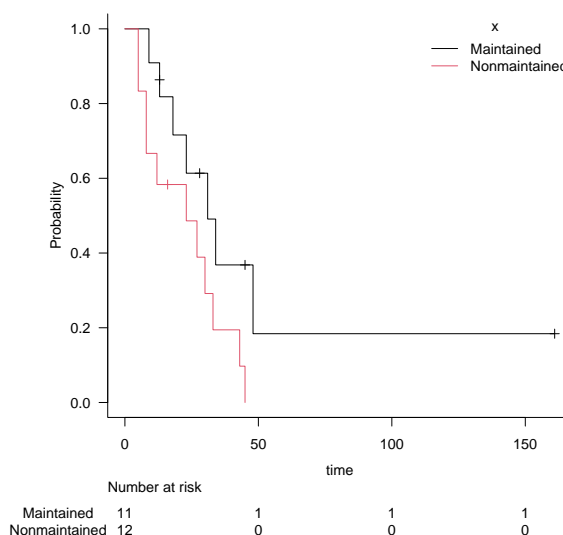 x
Maintained
Nonmaintained
1.0
0.8
0.6
0.4
0.2
0.0
Probability
0 50 100 150
time
Number at risk
Maintained 11 1 1 1
Nonmaintained 12 0 0 0